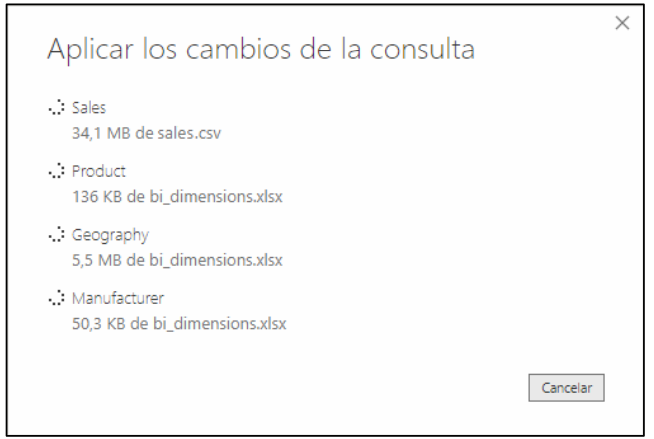 Aplicar los cambios de la consulta
Sales
34,1 MB de sales.csv
Product
136 KB de bi_dimensions.xlsx
Geography
5,5 MB de bi_dimensions.xlsx
Manufacturer
50,3 KB de bi_dimensions.xlsx
Cancelar